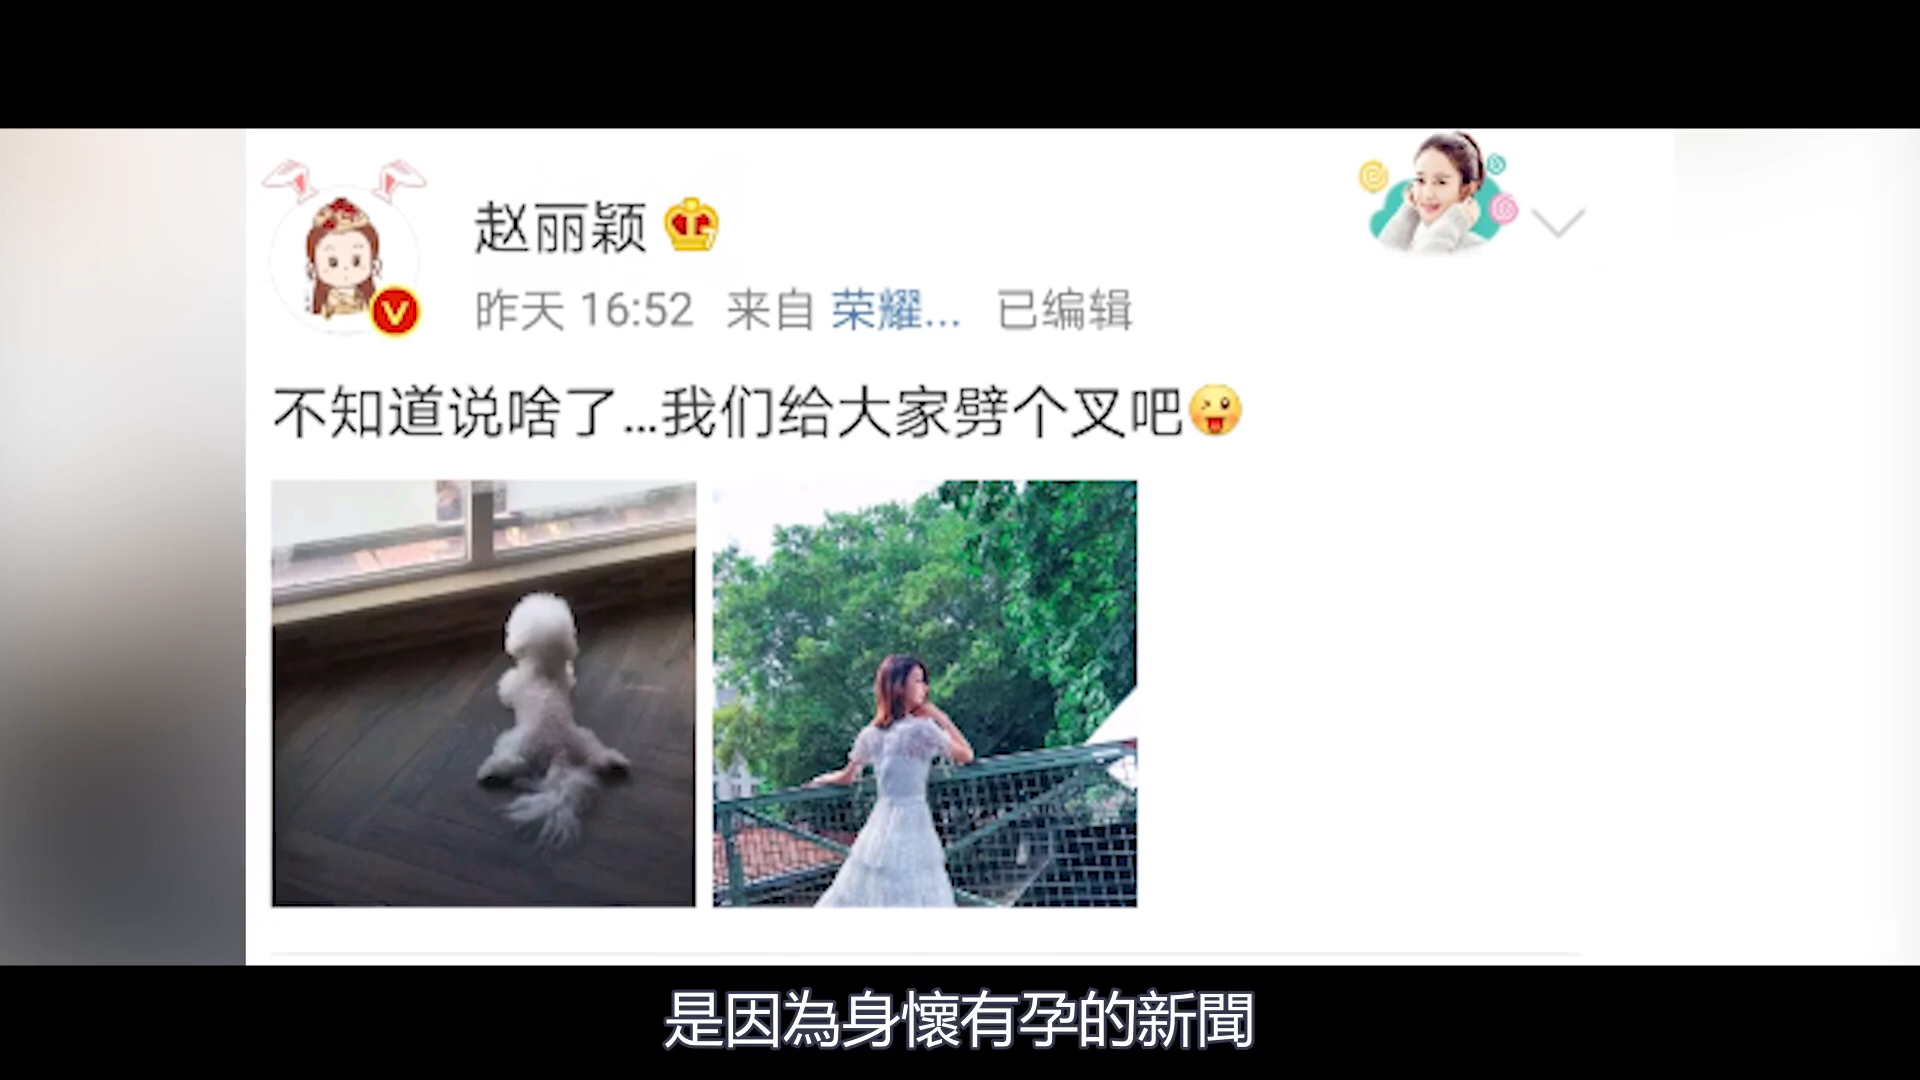 赵丽颖
昨天 16:52 来自 荣耀... 已编辑
不知道说啥了...我们给大家劈个叉吧
是因為身懷有孕的新聞